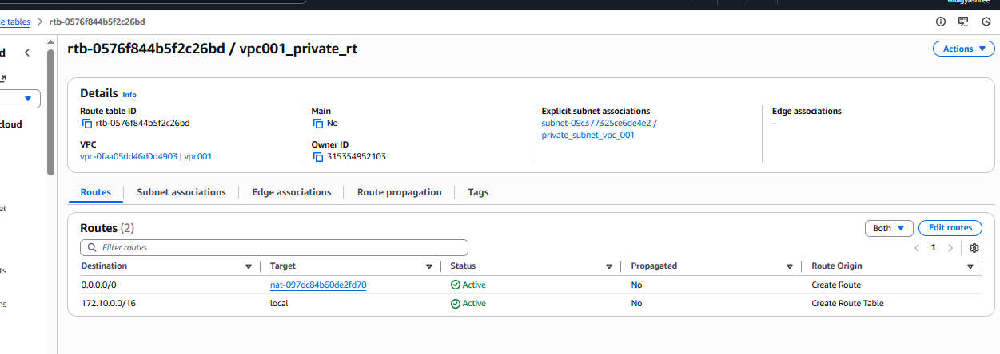 Bhagyashree
te tables > rtb-0576f844b5f2c26bd
rtb-0576f844b5f2c26bd / vpc001_private_rt
Actions
cloud
Details Info
Route table ID
rtb-0576f844b5f2c26bd
Main
No
Explicit subnet associations
subnet-09c377325ce6de4e2 /
private_subnet_vpc_001
Edge associations
–
VPC
vpc-0faa05dd46d0d4903 | vpc001
Owner ID
315354952103
Routes Subnet associations Edge associations Route propagation Tags
Routes (2)
Both
Edit routes
Filter routes
1
Destination Target Status Propagated Route Origin
0.0.0.0/0 nat-097dc84b60de2fd70 Active No Create Route
172.10.0.0/16 local Active No Create Route Table